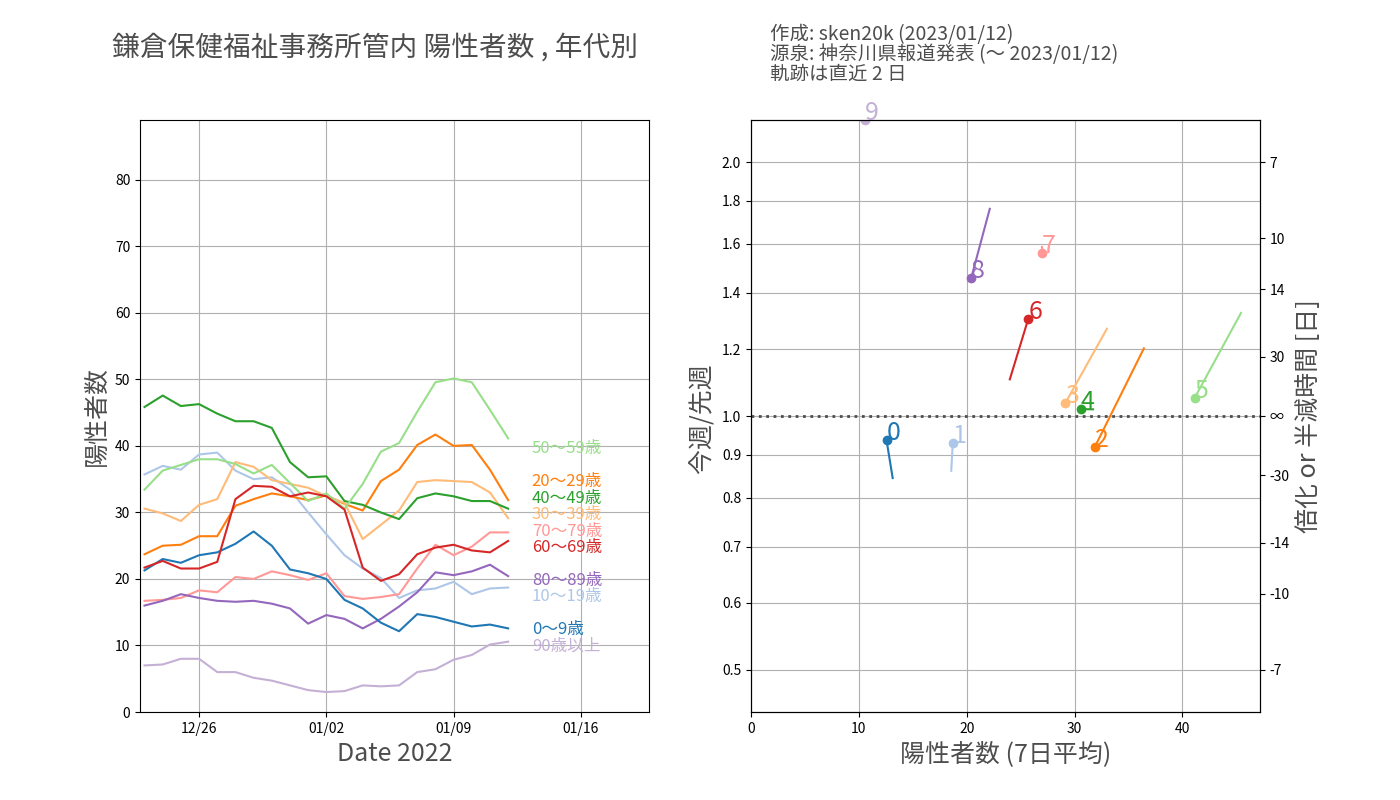 鎌倉保健福祉事務所管内 陽性者数 , 年代別
作成: sken20k (2023/01/12)
源泉: 神奈川県報道発表 (〜 2023/01/12)
軌跡は直近 2 日
陽性者数
80
70
60
50
40
30
20
10
0
50〜59歳
20〜29歳
40〜49歳
30〜39歳
70〜79歳
60〜69歳
80〜89歳
10〜19歳
0〜9歳
90歳以上
12/26
01/02
01/09
01/16
Date 2022
今週/先週
2.0
1.8
1.6
1.4
1.2
1.0
0.9
0.8
0.7
0.6
0.5
9
7
8
6
5
3
4
2
0
1
0
10
20
30
40
陽性者数 (7日平均)
7
10
14
30
∞
-30
-14
-10
-7
倍化 or 半減時間 [日]